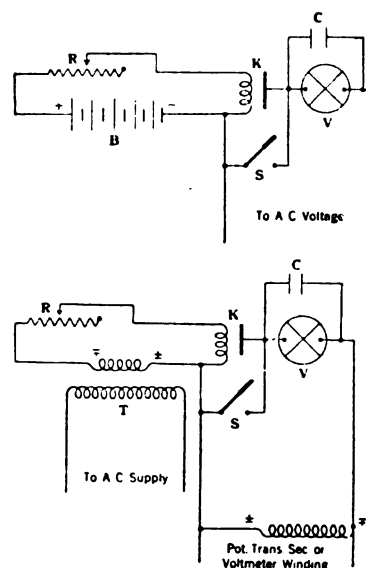 C
R
K
+
−
B
V
S
To A C Voltage
C
R
K
∓
±
V
T
S
To A C Supply
±
∓
Pot. Trans Sec or
Voltmeter Winding